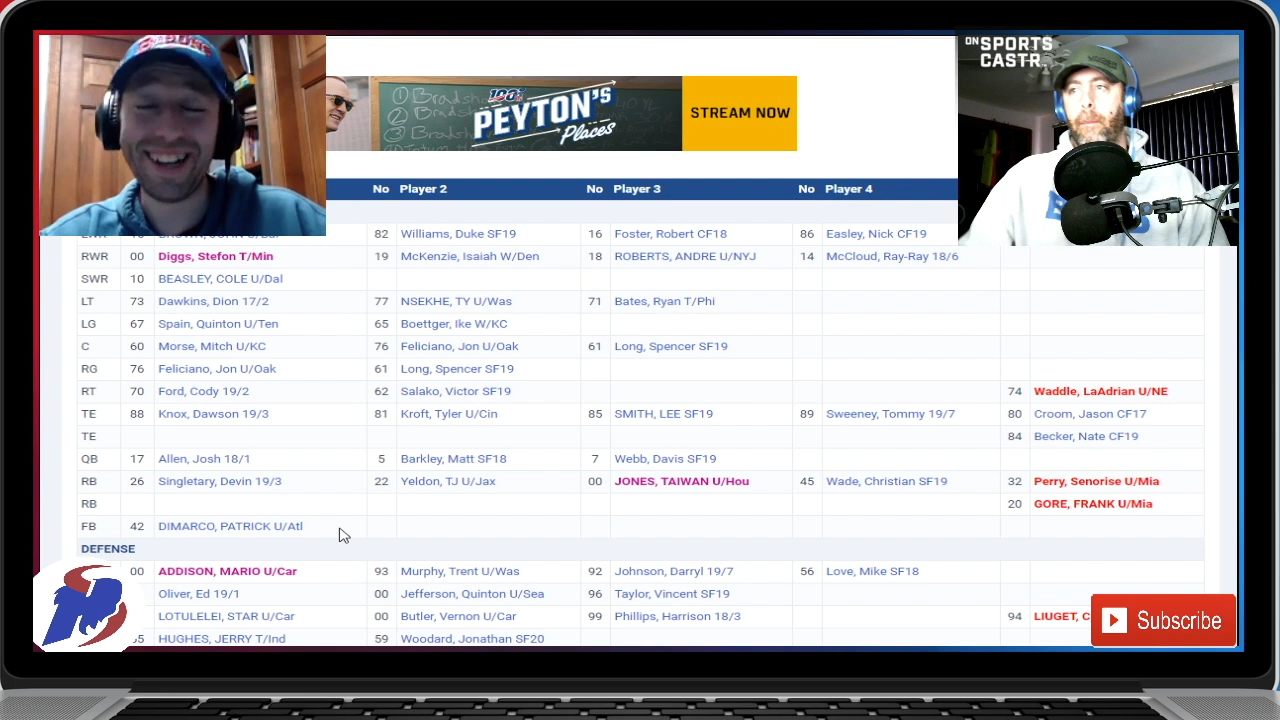 ON SPORTS
CASTR
STREAM NOW
100 PEYTON'S
Places
① Bradsh
② Bradsh
③ Bradsh
No Player 2 No Player 3 No Player 4
82 Williams, Duke SF19 16 Foster, Robert CF18 86 Easley, Nick CF19
RWR 00 Diggs, Stefon T/Min 19 McKenzie, Isaiah W/Den 18 ROBERTS, ANDRE U/NYJ 14 McCloud, Ray-Ray 18/6
SWR 10 BEASLEY, COLE U/Dal
LT 73 Dawkins, Dion 17/2 77 NSEKHE, TY U/Was 71 Bates, Ryan T/Phi
LG 67 Spain, Quinton U/Ten 65 Boettger, Ike W/KC
C 60 Morse, Mitch U/KC 76 Feliciano, Jon U/Oak 61 Long, Spencer SF19
RG 76 Feliciano, Jon U/Oak 61 Long, Spencer SF19
RT 70 Ford, Cody 19/2 62 Salako, Victor SF19 74 Waddle, LaAdrian U/NE
TE 88 Knox, Dawson 19/3 81 Kroft, Tyler U/Cin 85 SMITH, LEE SF19 89 Sweeney, Tommy 19/7 80 Croom, Jason CF17
TE 84 Becker, Nate CF19
QB 17 Allen, Josh 18/1 5 Barkley, Matt SF18 7 Webb, Davis SF19
RB 26 Singletary, Devin 19/3 22 Yeldon, TJ U/Jax 00 JONES, TAIWAN U/Hou 45 Wade, Christian SF19 32 Perry, Senorise U/Mia
RB 20 GORE, FRANK U/Mia
FB 42 DIMARCO, PATRICK U/Atl
DEFENSE
00 ADDISON, MARIO U/Car 93 Murphy, Trent U/Was 92 Johnson, Darryl 19/7 56 Love, Mike SF18
Oliver, Ed 19/1 00 Jefferson, Quinton U/Sea 96 Taylor, Vincent SF19
LOTULELEI, STAR U/Car 00 Butler, Vernon U/Car 99 Phillips, Harrison 18/3 94 LIUGET, C
55 HUGHES, JERRY T/Ind 59 Woodard, Jonathan SF20
Subscribe